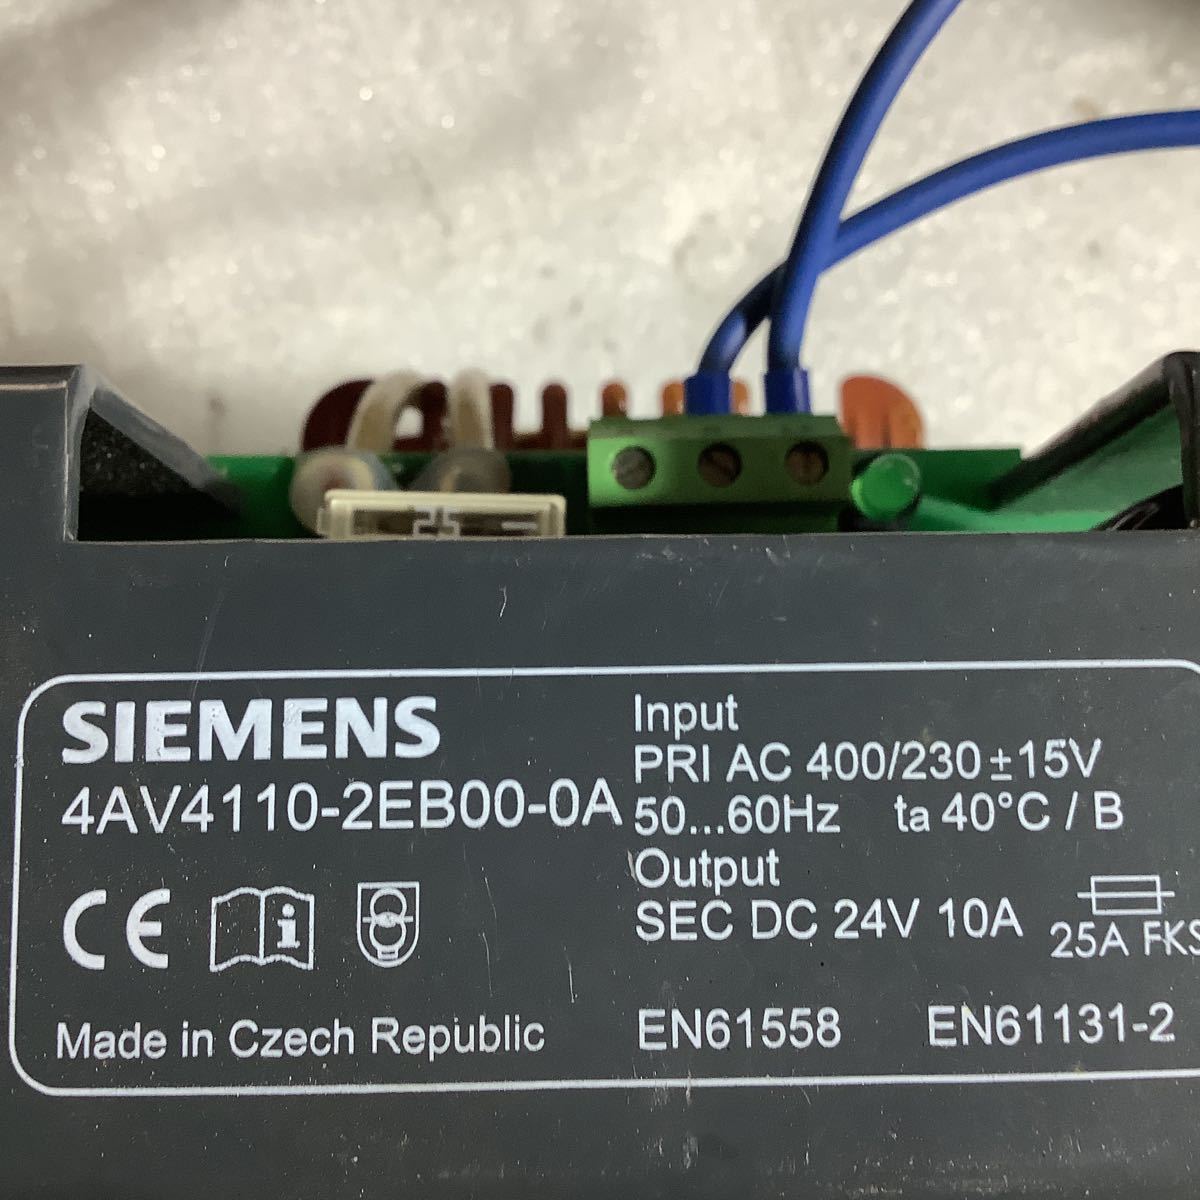 25
SIEMENS
4AV4110-2EB00-0A
CE
i
Made in Czech Republic
Input
PRI AC 400/230±15V
50...60Hz ta 40°C / B
Output
SEC DC 24V 10A
25A FKS
EN61558 EN61131-2